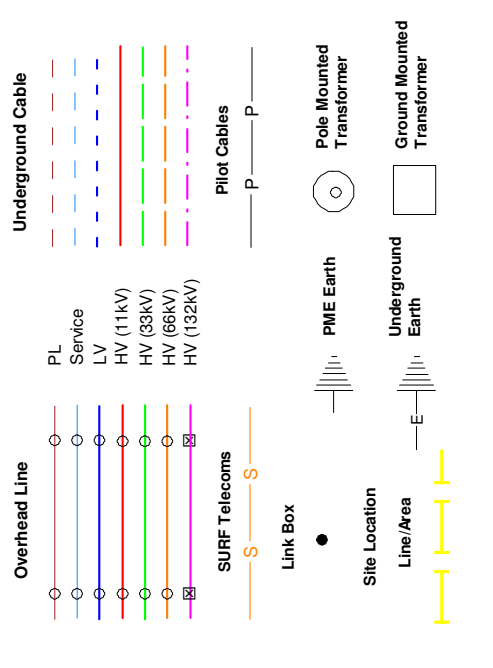 Overhead Line
Underground Cable
PL
Service
LV
HV (11kV)
HV (33kV)
HV (66kV)
HV (132kV)
SURF Telecoms
Pilot Cables
S
S
P
P
Link Box
PME Earth
Pole Mounted
Transformer
Site Location
Line/Area
Underground
Earth
E
Ground Mounted
Transformer